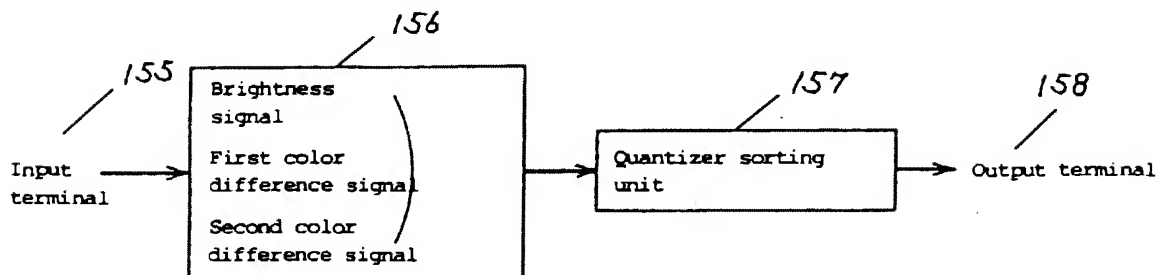 156
155
157
158
Brightness
signal
First color
difference signal
Second color
difference signal
Input
terminal
Quantizer sorting
unit
Output terminal